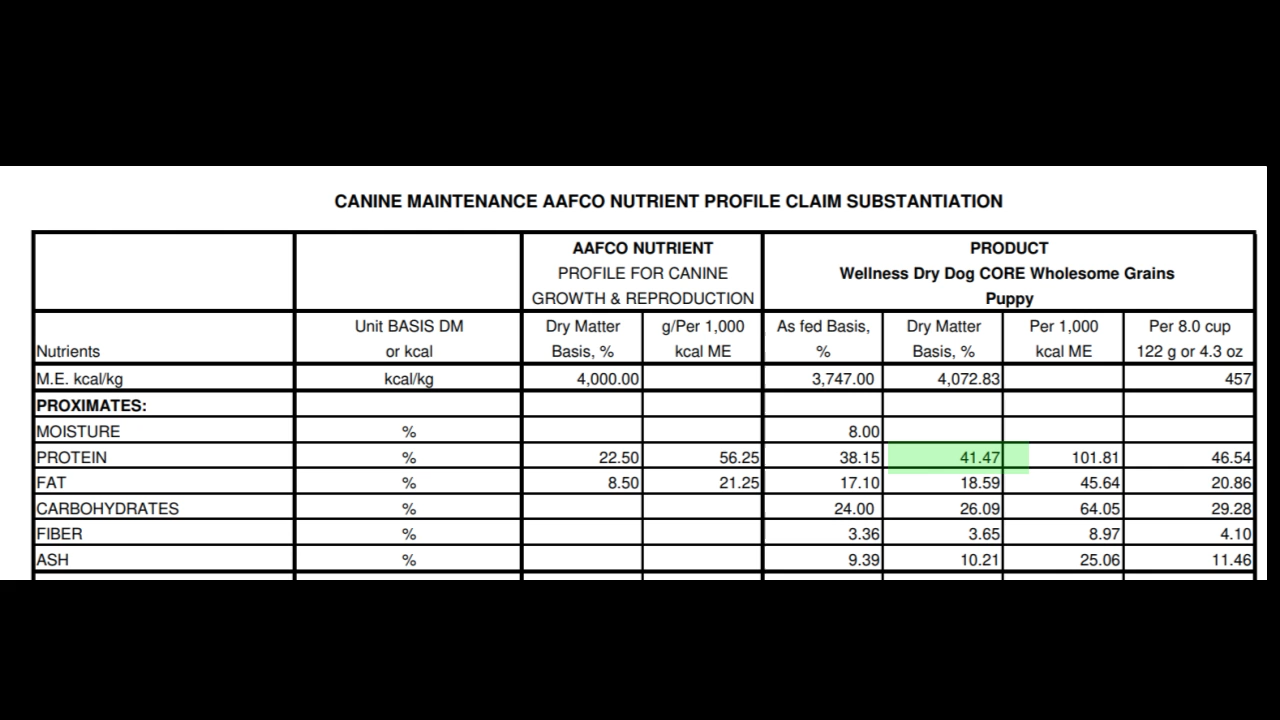 CANINE MAINTENANCE AAFCO NUTRIENT PROFILE CLAIM SUBSTANTIATION
AAFCO NUTRIENT PRODUCT
PROFILE FOR CANINE Wellness Dry Dog CORE Wholesome Grains
GROWTH & REPRODUCTION Puppy
Unit BASIS DM Dry Matter g/Per 1,000 As fed Basis, Dry Matter Per 1,000 Per 8.0 cup
Nutrients or kcal Basis, % kcal ME % Basis, % kcal ME 122 g or 4.3 oz
M.E. kcal/kg kcal/kg 4,000.00 3,747.00 4,072.83 457
PROXIMATES:
MOISTURE % 8.00
PROTEIN % 22.50 56.25 38.15 41.47 101.81 46.54
FAT % 8.50 21.25 17.10 18.59 45.64 20.86
CARBOHYDRATES % 24.00 26.09 64.05 29.28
FIBER % 3.36 3.65 8.97 4.10
ASH % 9.39 10.21 25.06 11.46